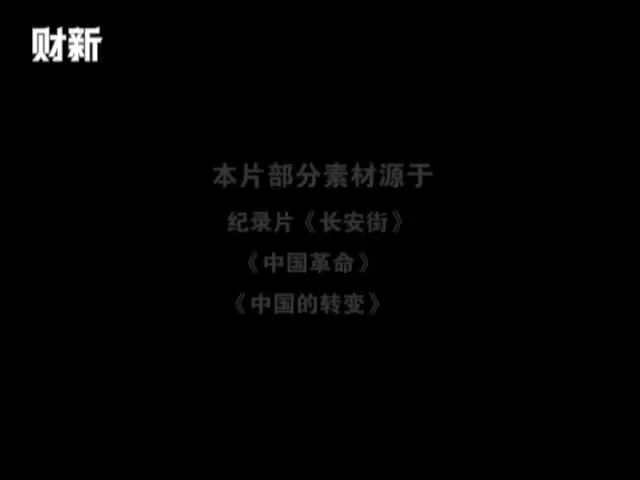 财新
本片部分素材源于
纪录片《长安街》
《中国革命》
《中国的转变》